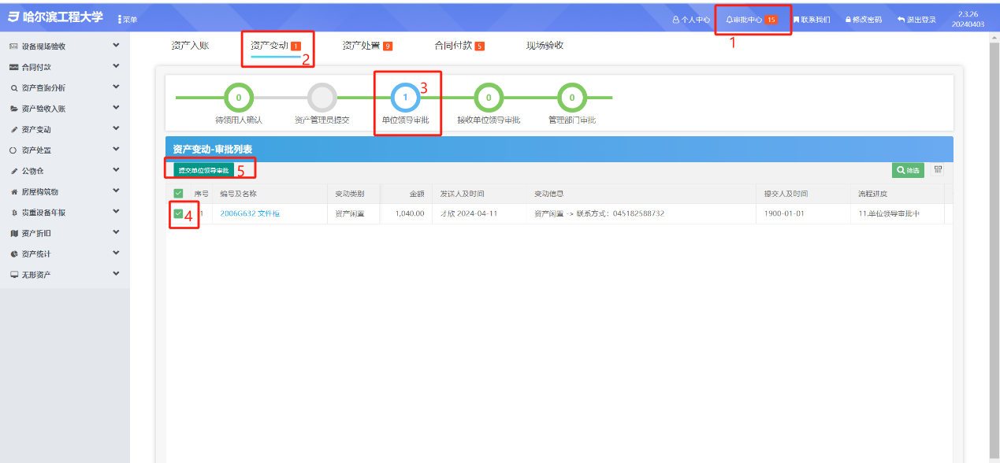 哈尔滨工程大学
菜单
个人中心
审批中心 15
联系我们
修改密码
退出登录
2.3.26
20240403
1
设备现场验收
合同付款
资产查询分析
资产验收入账
资产变动
资产处置
公物仓
房屋构筑物
贵重设备年报
资产折旧
资产统计
无形资产
资产入账
资产变动 1
2
资产处置 9
合同付款 5
现场验收
0
1
3
0
0
待领用人确认
资产管理员提交
单位领导审批
接收单位领导审批
管理部门审批
资产变动-审批列表
提交单位领导审批
5
筛选
序号 编号及名称 变动类别 金额 发送人及时间 变动信息 提交人及时间 流程进度
4
1 2006G632 文件柜 资产闲置 1,040.00 才欣 2024-04-11 资产闲置 -> 联系方式：045182588732 1900-01-01 11.单位领导审批中